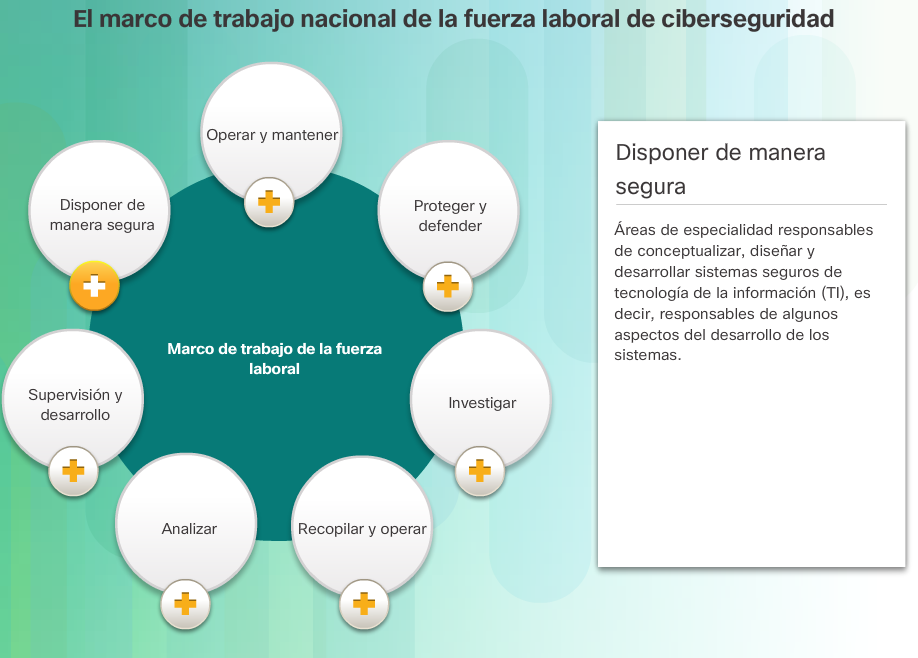 El marco de trabajo nacional de la fuerza laboral de ciberseguridad
Operar y mantener
Disponer de
manera segura
Proteger y
defender
Marco de trabajo de la fuerza
laboral
Supervisión y
desarrollo
Investigar
Analizar
Recopilar y operar
Disponer de manera
segura
Áreas de especialidad responsables
de conceptualizar, diseñar y
desarrollar sistemas seguros de
tecnología de la información (TI), es
decir, responsables de algunos
aspectos del desarrollo de los
sistemas.